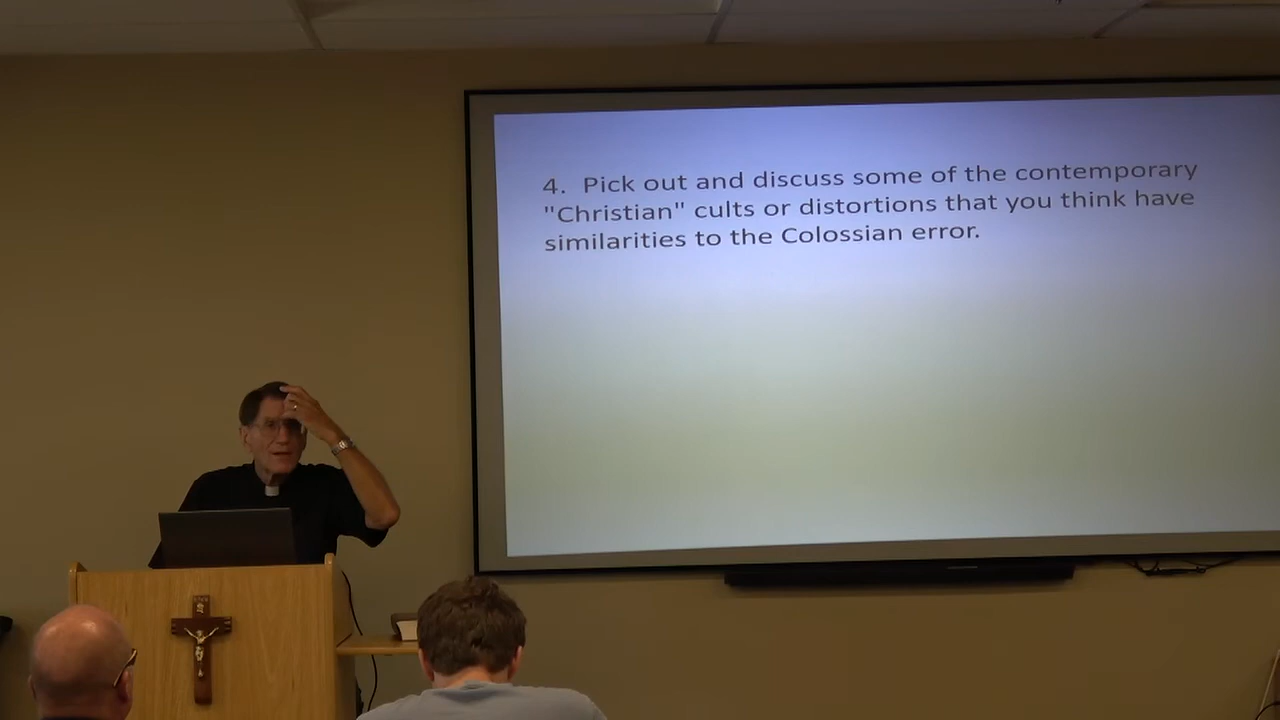 4. Pick out and discuss some of the contemporary
"Christian" cults or distortions that you think have
similarities to the Colossian error.